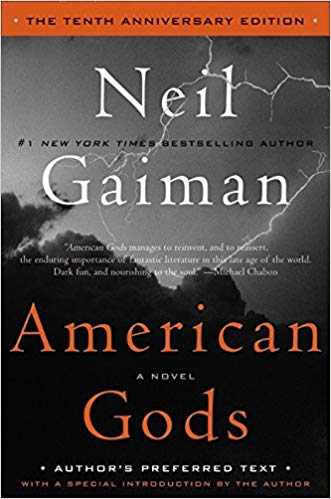 • THE TENTH ANNIVERSARY EDITION •
Neil
#1 NEW YORK TIMES BESTSELLING AUTHOR
Gaiman
"American Gods manages to reinvent, and to reassert,
the enduring importance of fantastic literature in this late age of the world.
Dark fun, and nourishing to the soul." —Michael Chabon
American
A NOVEL
Gods
• AUTHOR'S PREFERRED TEXT •
WITH A SPECIAL INTRODUCTION BY THE AUTHOR